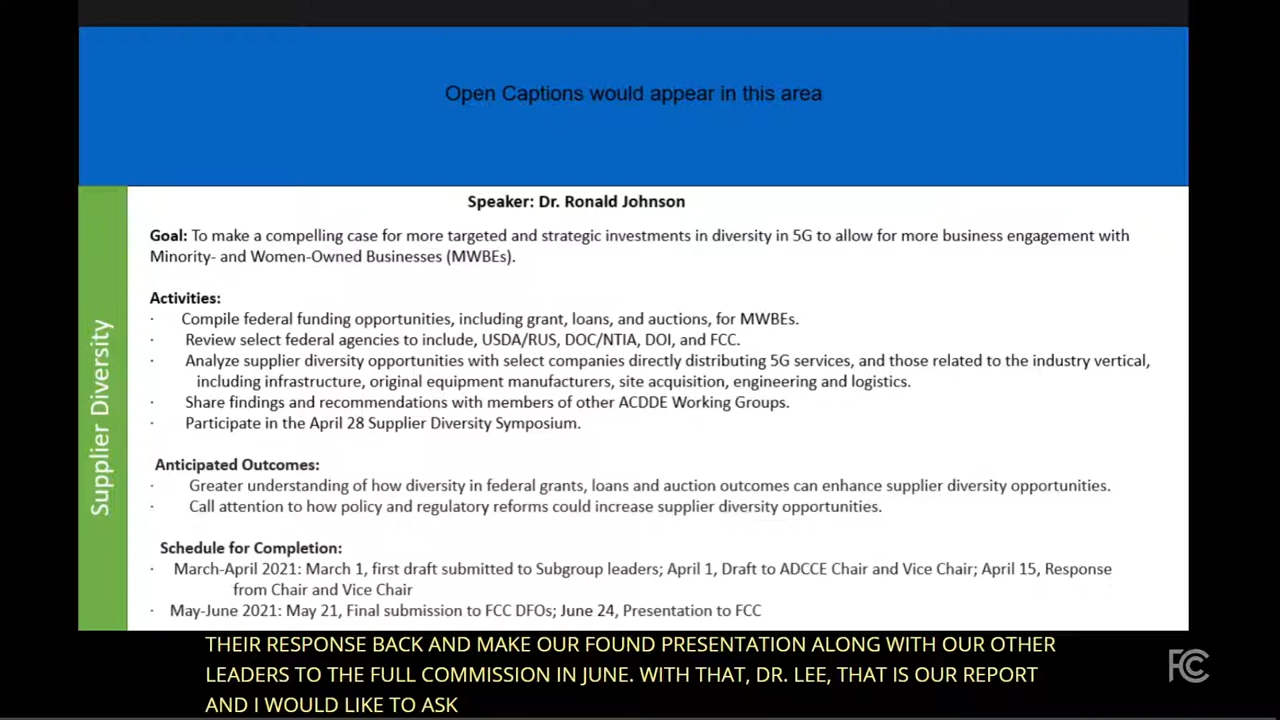 Open Captions would appear in this area
Supplier Diversity
Speaker: Dr. Ronald Johnson
Goal: To make a compelling case for more targeted and strategic investments in diversity in 5G to allow for more business engagement with
Minority- and Women-Owned Businesses (MWBEs).
Activities:
· Compile federal funding opportunities, including grant, loans, and auctions, for MWBEs.
· Review select federal agencies to include, USDA/RUS, DOC/NTIA, DOI, and FCC.
· Analyze supplier diversity opportunities with select companies directly distributing 5G services, and those related to the industry vertical,
including infrastructure, original equipment manufacturers, site acquisition, engineering and logistics.
· Share findings and recommendations with members of other ACDDE Working Groups.
· Participate in the April 28 Supplier Diversity Symposium.
Anticipated Outcomes:
· Greater understanding of how diversity in federal grants, loans and auction outcomes can enhance supplier diversity opportunities.
· Call attention to how policy and regulatory reforms could increase supplier diversity opportunities.
Schedule for Completion:
· March-April 2021: March 1, first draft submitted to Subgroup leaders; April 1, Draft to ADCCE Chair and Vice Chair; April 15, Response
from Chair and Vice Chair
· May-June 2021: May 21, Final submission to FCC DFOs; June 24, Presentation to FCC
THEIR RESPONSE BACK AND MAKE OUR FOUND PRESENTATION ALONG WITH OUR OTHER
LEADERS TO THE FULL COMMISSION IN JUNE. WITH THAT, DR. LEE, THAT IS OUR REPORT
AND I WOULD LIKE TO ASK
FCC